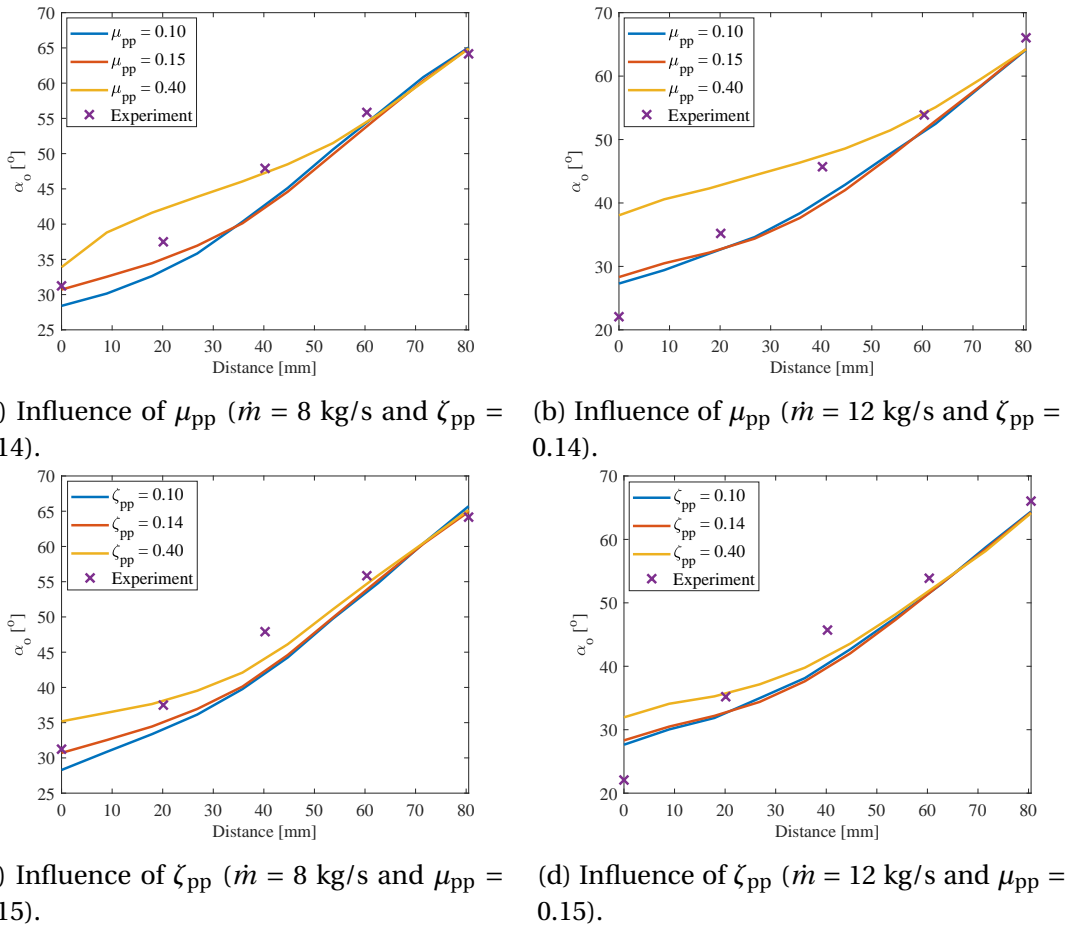 70
65
60
55
50
45
40
35
30
25
α_o [°]
μ_pp = 0.10
μ_pp = 0.15
μ_pp = 0.40
Experiment
0 10 20 30 40 50 60 70 80
Distance [mm]
) Influence of μ_pp (ṁ = 8 kg/s and ζ_pp =
14).
70
60
50
40
30
20
α_o [°]
μ_pp = 0.10
μ_pp = 0.15
μ_pp = 0.40
Experiment
0 10 20 30 40 50 60 70 80
Distance [mm]
(b) Influence of μ_pp (ṁ = 12 kg/s and ζ_pp =
0.14).
70
65
60
55
50
45
40
35
30
25
α_o [°]
ζ_pp = 0.10
ζ_pp = 0.14
ζ_pp = 0.40
Experiment
0 10 20 30 40 50 60 70 80
Distance [mm]
) Influence of ζ_pp (ṁ = 8 kg/s and μ_pp =
15).
70
60
50
40
30
20
α_o [°]
ζ_pp = 0.10
ζ_pp = 0.14
ζ_pp = 0.40
Experiment
0 10 20 30 40 50 60 70 80
Distance [mm]
(d) Influence of ζ_pp (ṁ = 12 kg/s and μ_pp =
0.15).